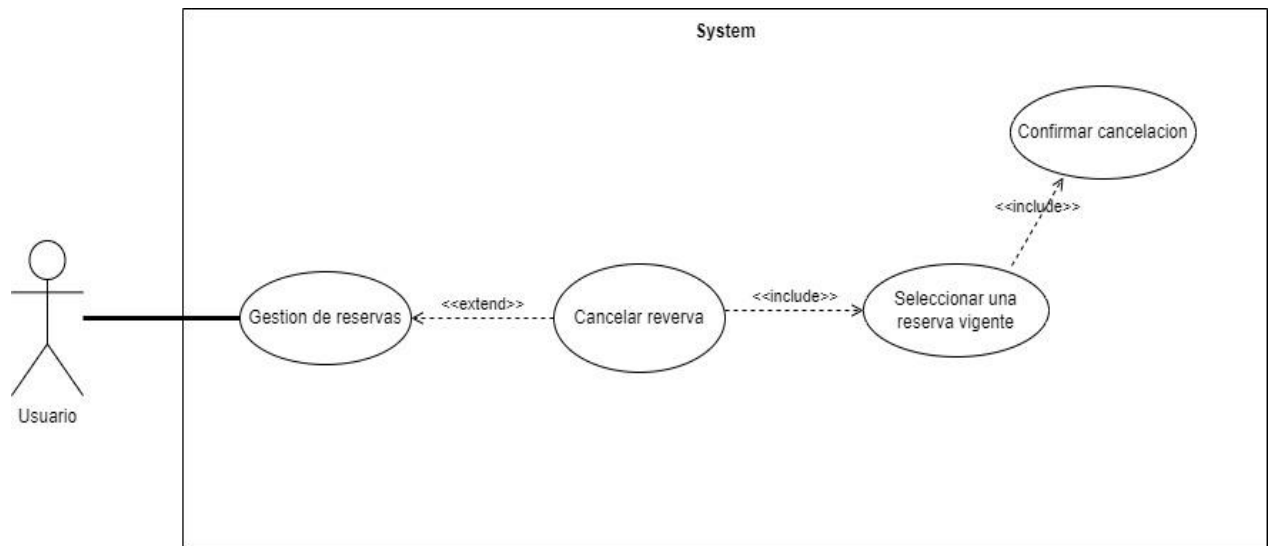 System
Confirmar cancelacion
<<include>>
Gestion de reservas
<<extend>>
Cancelar reverva
<<include>>
Seleccionar una
reserva vigente
Usuario